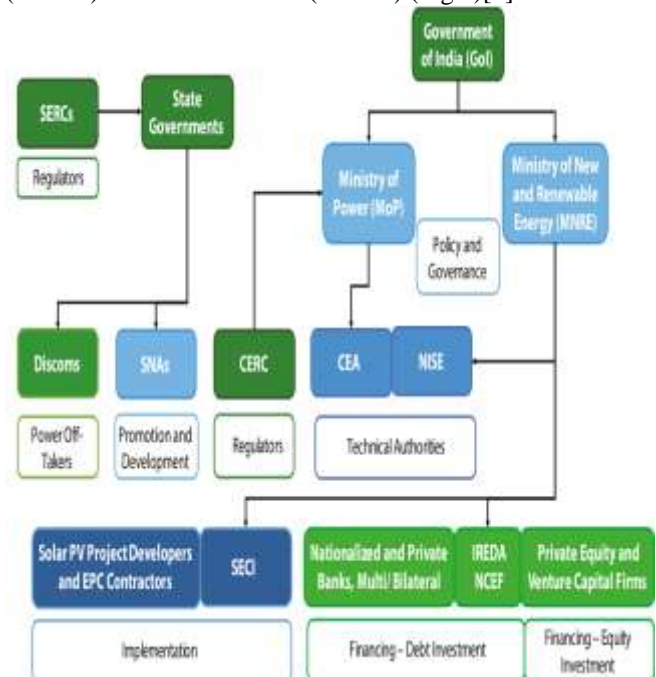 Government
of India (GoI)
SERCs
State
Governments
Regulators
Ministry of
Power (MoP)
Ministry of New
and Renewable
Energy (MNRE)
Policy and
Governance
Discoms
SNAs
CERC
CEA
NISE
Power Off-
Takers
Promotion and
Development
Regulators
Technical Authorities
Solar PV Project Developers
and EPC Contractors
SECI
Nationalized and Private
Banks, Multi/ Bilateral
IREDA
NCEF
Private Equity and
Venture Capital Firms
Implementation
Financing – Debt Investment
Financing – Equity
Investment